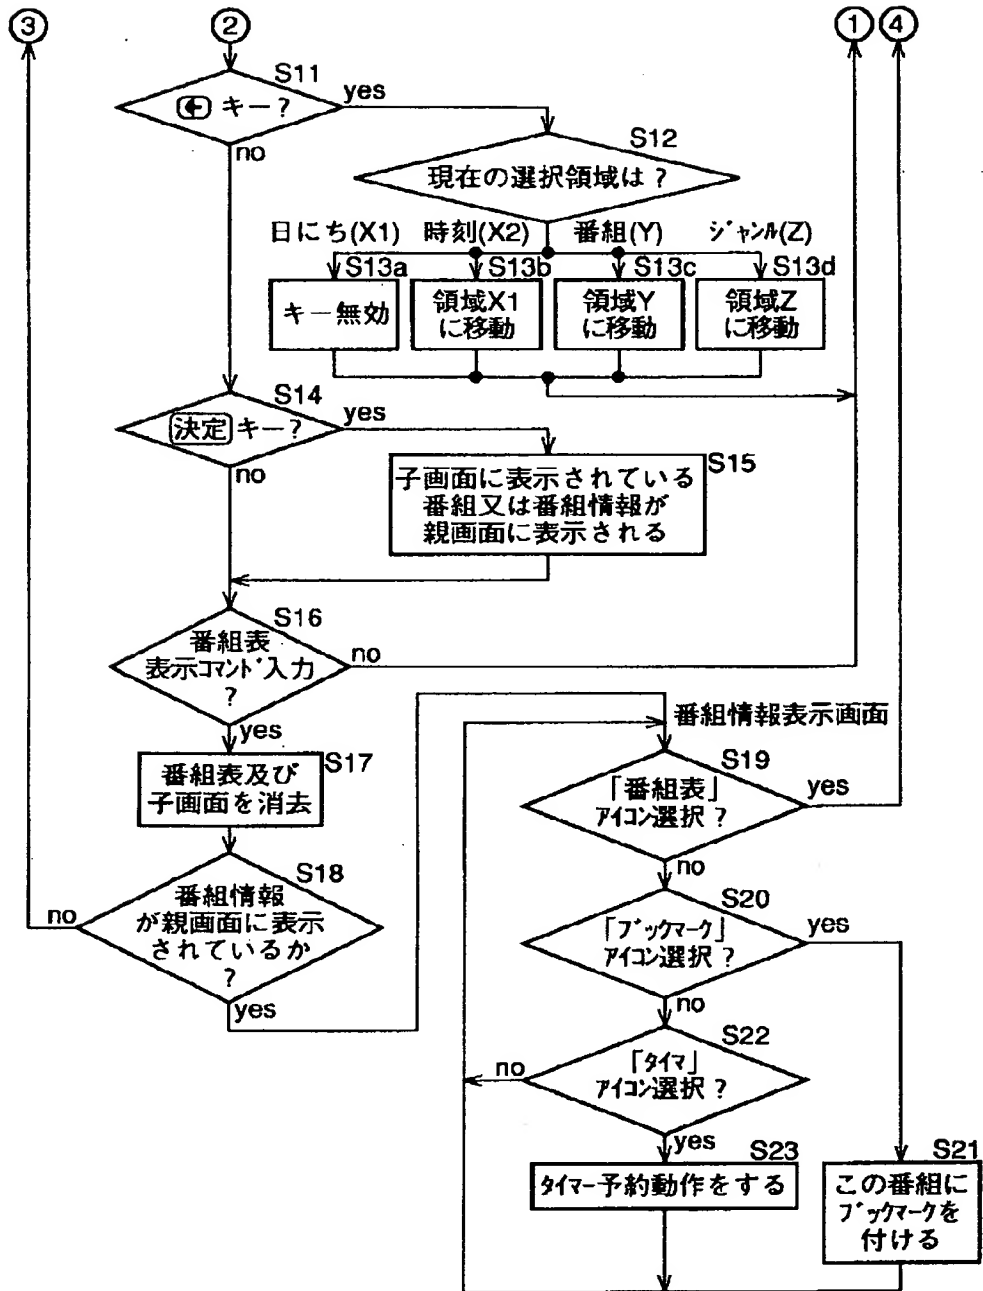 ③
②
①
④
S11
← キー？
yes
no
S12
現在の選択領域は？
日にち(X1)
時刻(X2)
番組(Y)
ジャンル(Z)
S13a
S13b
S13c
S13d
キー無効
領域X1
に移動
領域Y
に移動
領域Z
に移動
S14
決定 キー？
yes
no
S15
子画面に表示されている
番組又は番組情報が
親画面に表示される
S16
番組表
表示コマンド入力
？
no
yes
S17
番組表及び
子画面を消去
S18
番組情報
が親画面に表示
されているか
？
no
yes
番組情報表示画面
S19
「番組表」
アイコン選択？
yes
no
S20
「ブックマーク」
アイコン選択？
yes
no
S22
「タイマ」
アイコン選択？
no
yes
S23
タイマー予約動作をする
S21
この番組に
ブックマークを
付ける